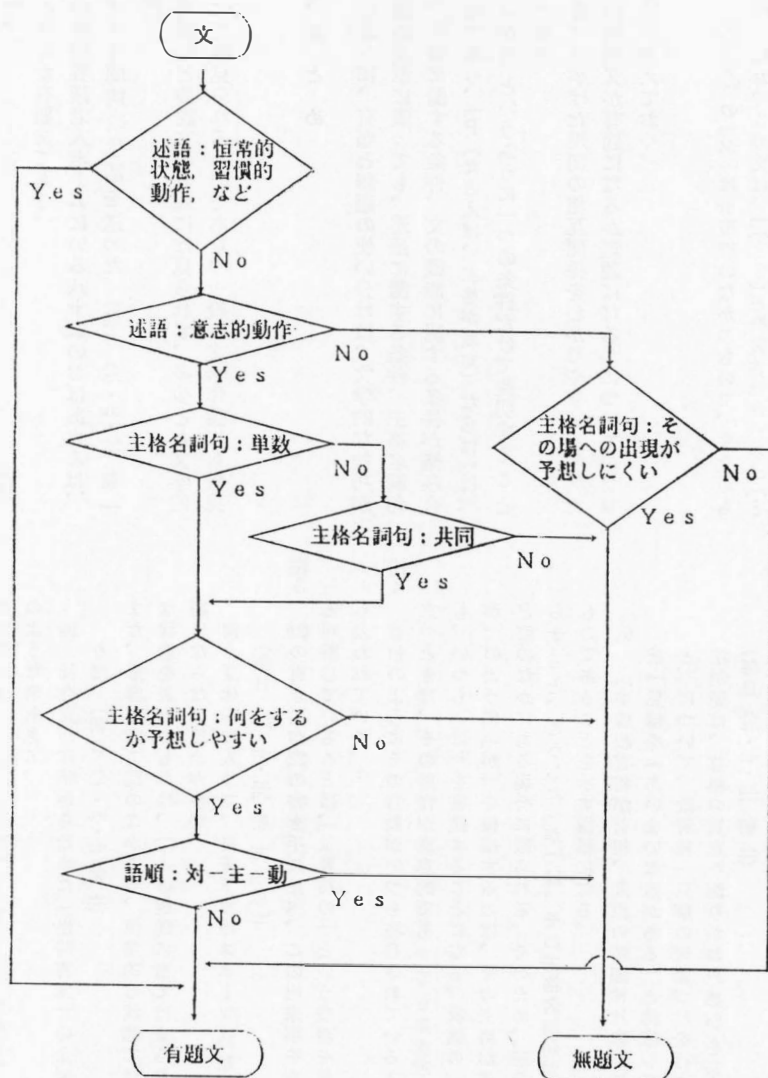 文
述語：恒常的
状態，習慣的
動作，など
Yes
No
述語：意志的動作
No
Yes
主格名詞句：単数
主格名詞句：そ
の場への出現が
予想しにくい
No
No
Yes
Yes
主格名詞句：共同
No
Yes
主格名詞句：何をする
か予想しやすい
No
Yes
語順：対－主－動
Yes
No
有題文
無題文